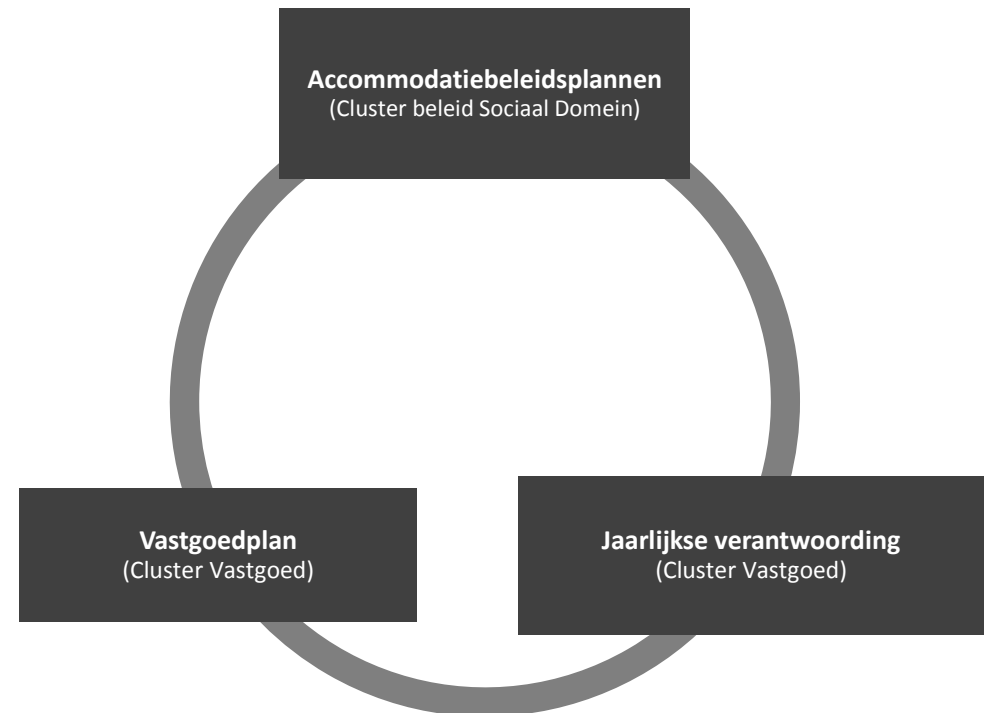 Accommodatiebeleidsplannen
(Cluster beleid Sociaal Domein)
Vastgoedplan
(Cluster Vastgoed)
Jaarlijkse verantwoording
(Cluster Vastgoed)